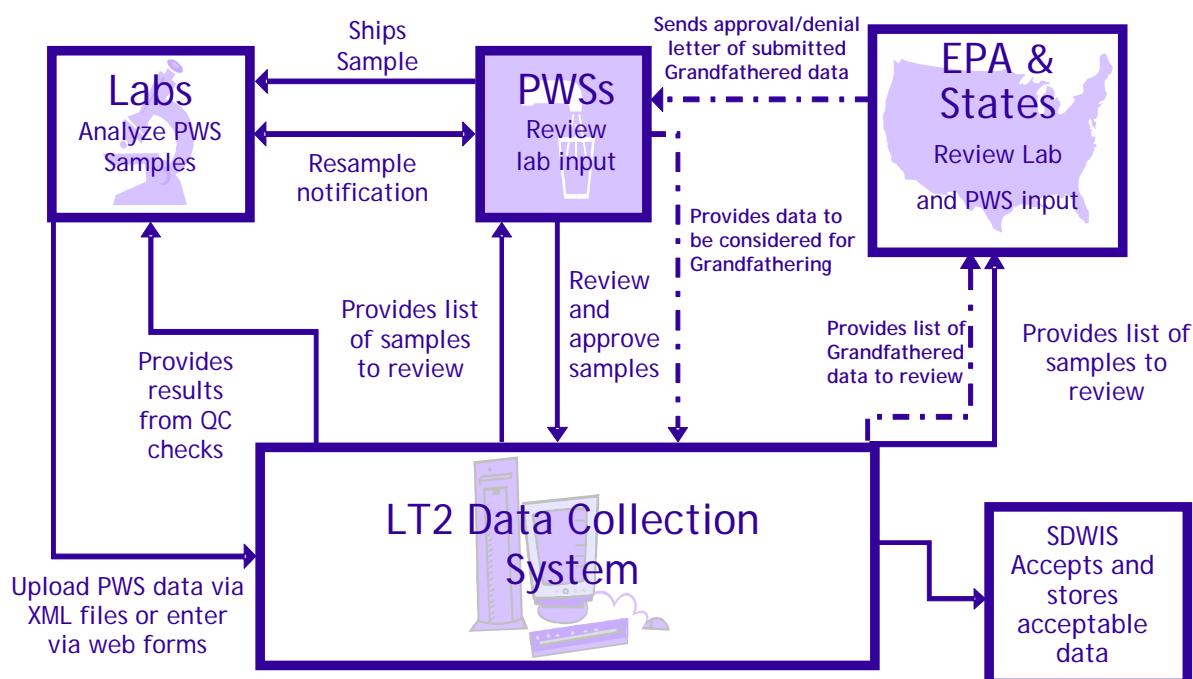 Ships
Sample
Sends approval/denial
letter of submitted
Grandfathered data
Labs
Analyze PWS
Samples
PWSs
Review
lab input
EPA &
States
Review Lab
and PWS input
Resample
notification
Provides data to
be considered for
Grandfathering
Provides
results
from QC
checks
Provides list
of samples
to review
Review
and
approve
samples
Provides list of
Grandfathered
data to review
Provides list of
samples to
review
LT2 Data Collection
System
Upload PWS data via
XML files or enter
via web forms
SDWIS
Accepts and
stores
acceptable
data